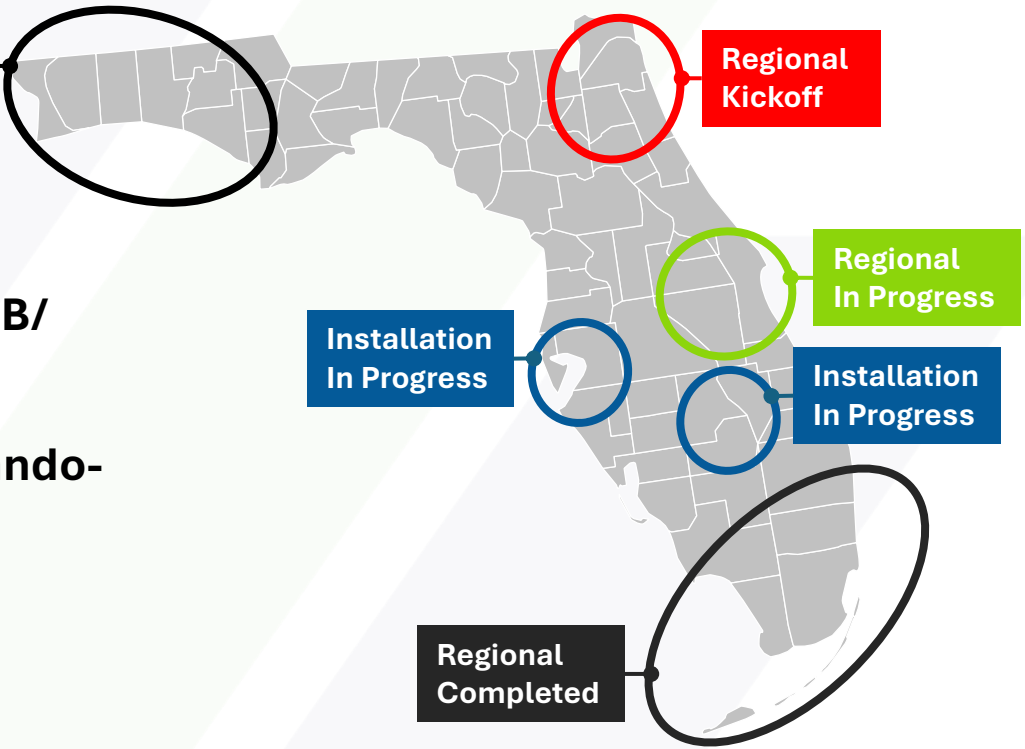 Regional
Kickoff
Regional
In Progress
B/
Installation
In Progress
Installation
In Progress
ndo-
Regional
Completed